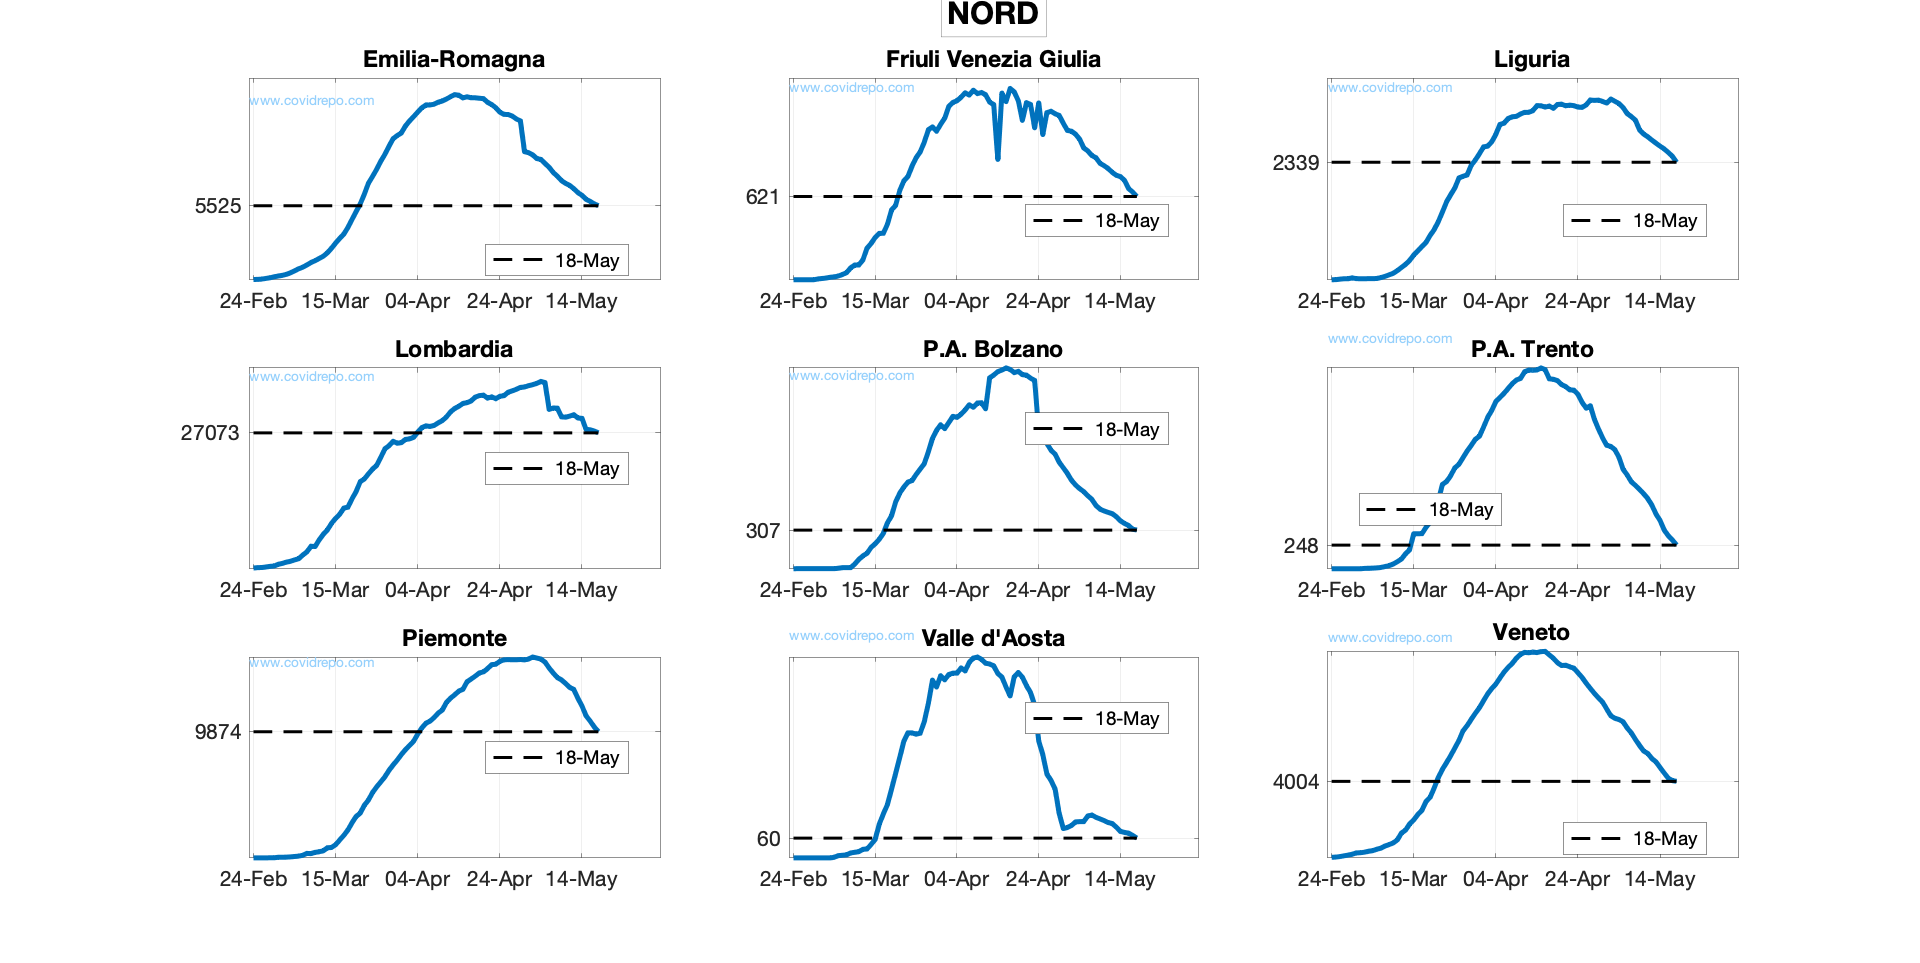 NORD
Emilia-Romagna
www.covidrepo.com
5525
18-May
24-Feb 15-Mar 04-Apr 24-Apr 14-May
Friuli Venezia Giulia
www.covidrepo.com
621
18-May
24-Feb 15-Mar 04-Apr 24-Apr 14-May
Liguria
www.covidrepo.com
2339
18-May
24-Feb 15-Mar 04-Apr 24-Apr 14-May
Lombardia
www.covidrepo.com
27073
18-May
24-Feb 15-Mar 04-Apr 24-Apr 14-May
P.A. Bolzano
www.covidrepo.com
18-May
307
24-Feb 15-Mar 04-Apr 24-Apr 14-May
www.covidrepo.com
P.A. Trento
18-May
248
24-Feb 15-Mar 04-Apr 24-Apr 14-May
Piemonte
www.covidrepo.com
9874
18-May
24-Feb 15-Mar 04-Apr 24-Apr 14-May
www.covidrepo.com
Valle d'Aosta
18-May
60
24-Feb 15-Mar 04-Apr 24-Apr 14-May
www.covidrepo.com
Veneto
4004
18-May
24-Feb 15-Mar 04-Apr 24-Apr 14-May